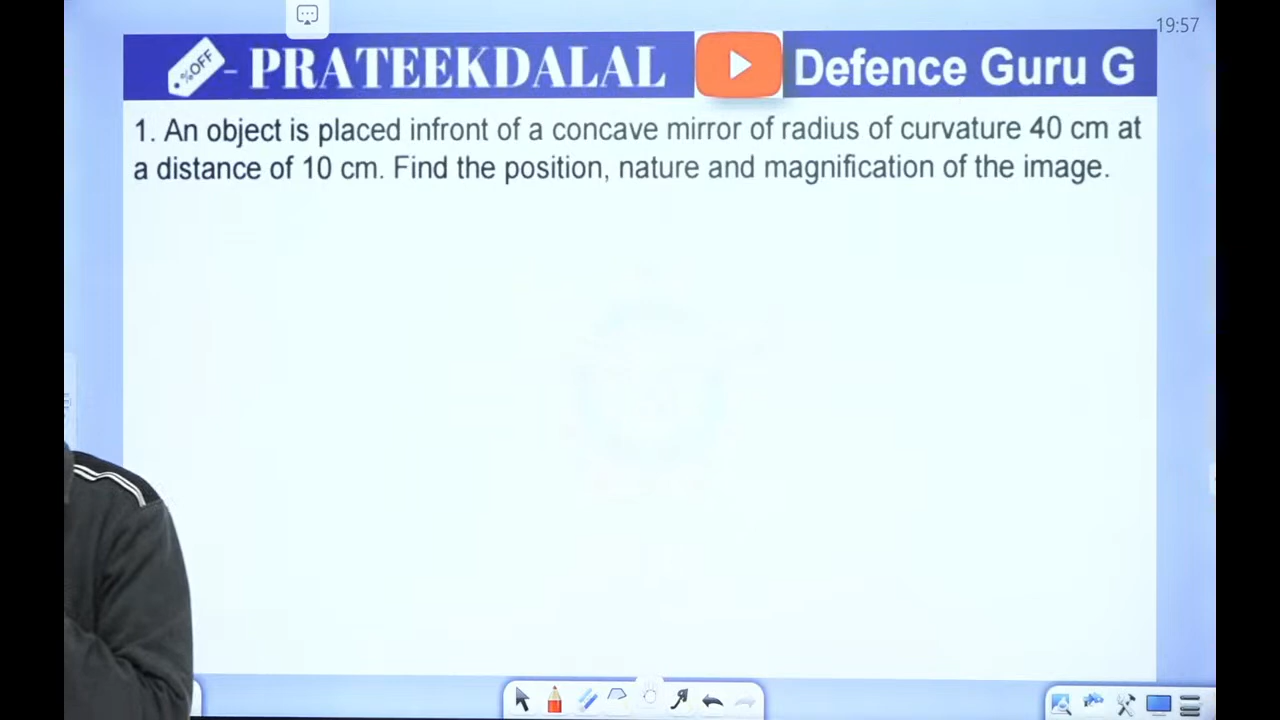 19:57
%OFF - PRATEEKDALAL Defence Guru G
1. An object is placed infront of a concave mirror of radius of curvature 40 cm at
a distance of 10 cm. Find the position, nature and magnification of the image.